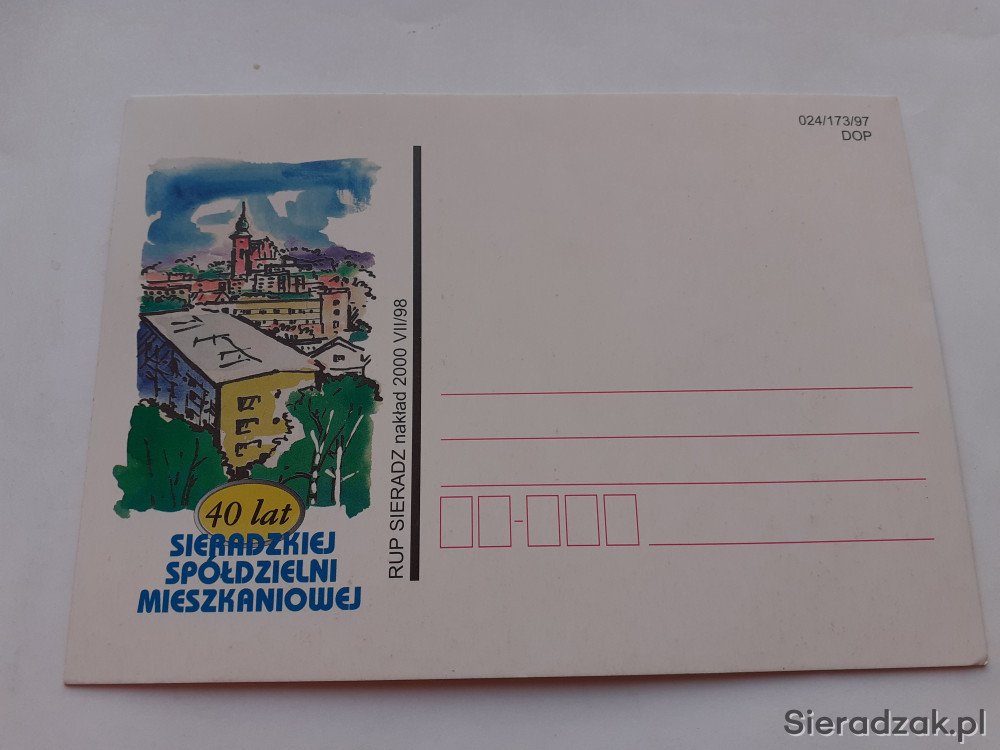 024/173/97
DOP
40 lat
SIERADZKIEJ
SPÓŁDZIELNI
MIESZKANIOWEJ
RUP SIERADZ nakład 2000 VII/98
Sieradzak.pl